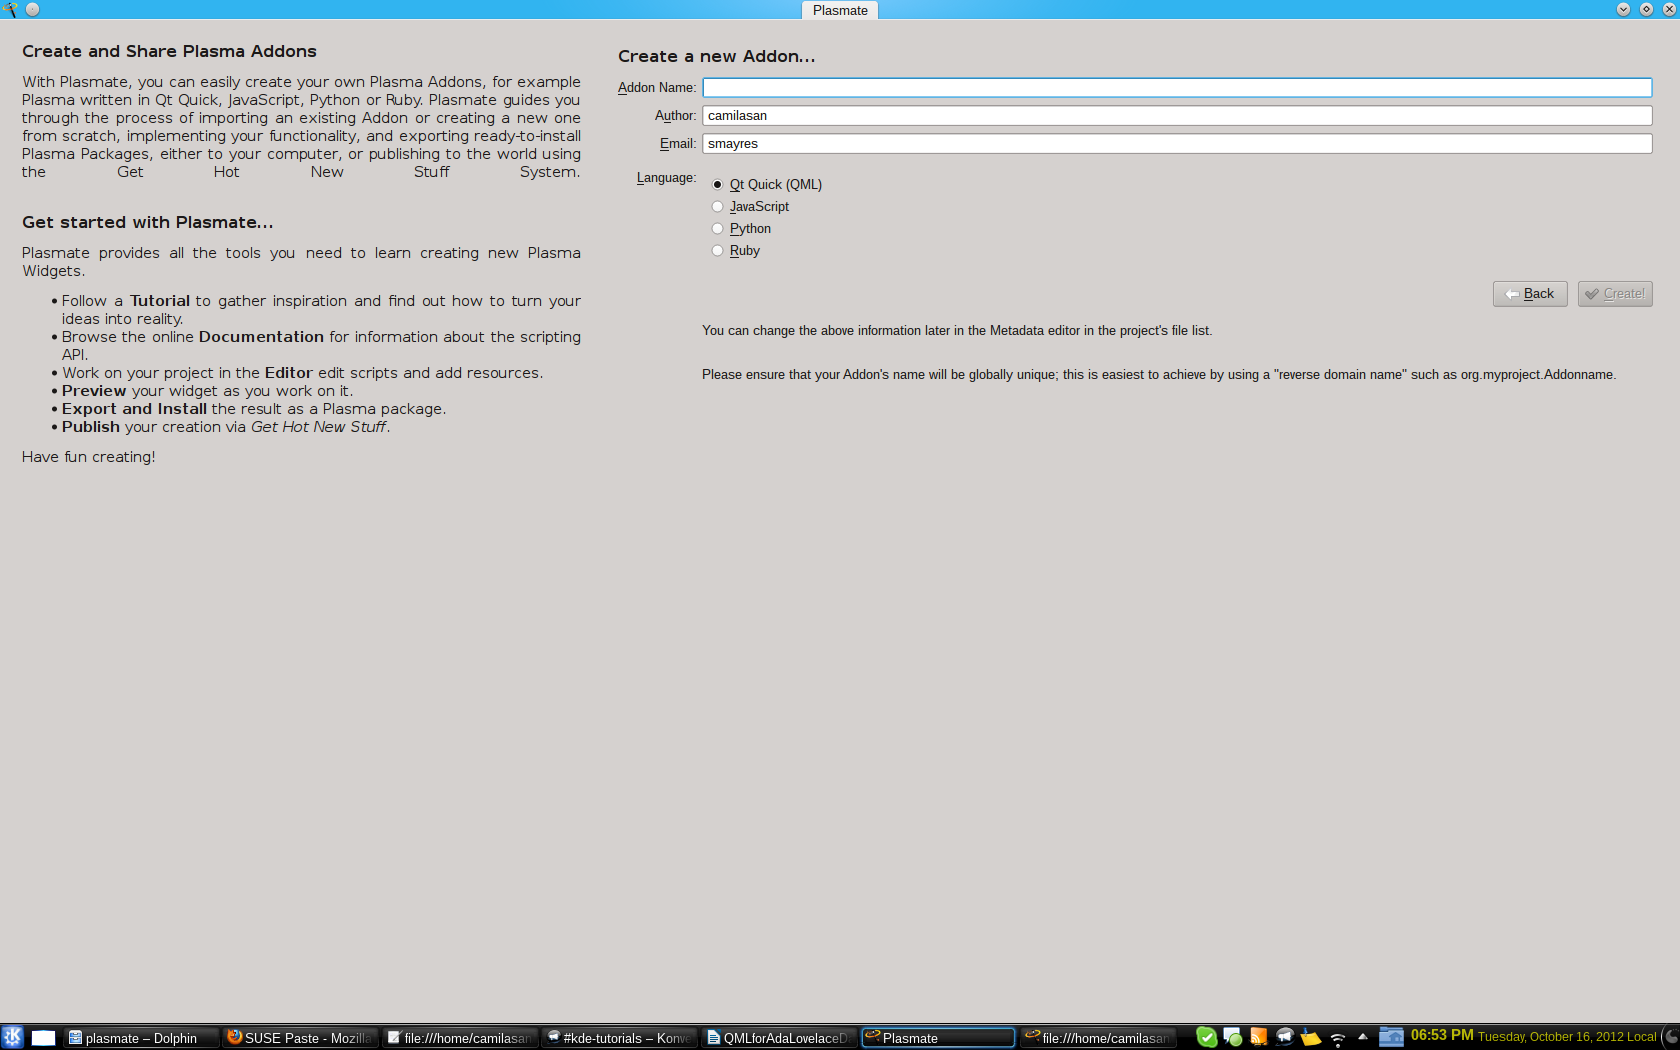 Plasmate
Create and Share Plasma Addons
With Plasmate, you can easily create your own Plasma Addons, for example
Plasma written in Qt Quick, JavaScript, Python or Ruby. Plasmate guides you
through the process of importing an existing Addon or creating a new one
from scratch, implementing your functionality, and exporting ready-to-install
Plasma Packages, either to your computer, or publishing to the world using
the Get Hot New Stuff System.
Get started with Plasmate...
Plasmate provides all the tools you need to learn creating new Plasma
Widgets.
• Follow a Tutorial to gather inspiration and find out how to turn your
ideas into reality.
• Browse the online Documentation for information about the scripting
API.
• Work on your project in the Editor edit scripts and add resources.
• Preview your widget as you work on it.
• Export and Install the result as a Plasma package.
• Publish your creation via Get Hot New Stuff.
Have fun creating!
Create a new Addon...
Addon Name:
Author: camilasan
Email: smayres
Language: Qt Quick (QML)
JavaScript
Python
Ruby
Back Create!
You can change the above information later in the Metadata editor in the project's file list.
Please ensure that your Addon's name will be globally unique; this is easiest to achieve by using a "reverse domain name" such as org.myproject.Addonname.
plasmate – Dolphin SUSE Paste - Mozilla file:///home/camilasan #kde-tutorials – Konve QMLforAdaLovelaceD Plasmate file:///home/camilasan 06:53 PM Tuesday, October 16, 2012 Local